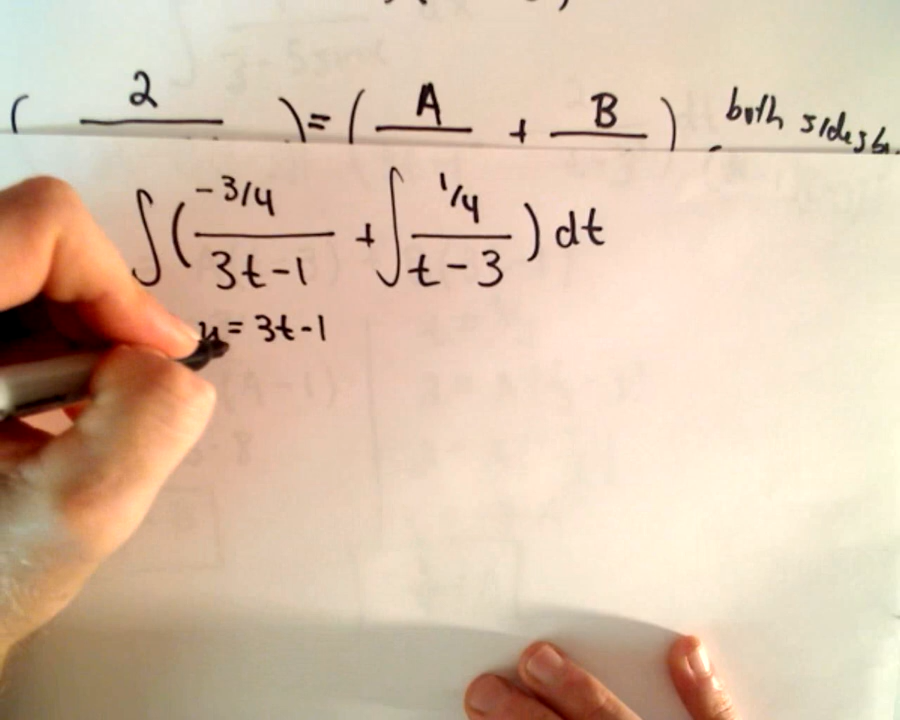 ( 2 ) = ( A + B ) both sides
∫ ( -3/4 / 3t-1 + ∫ 1/4 / t-3 ) dt
u = 3t-1